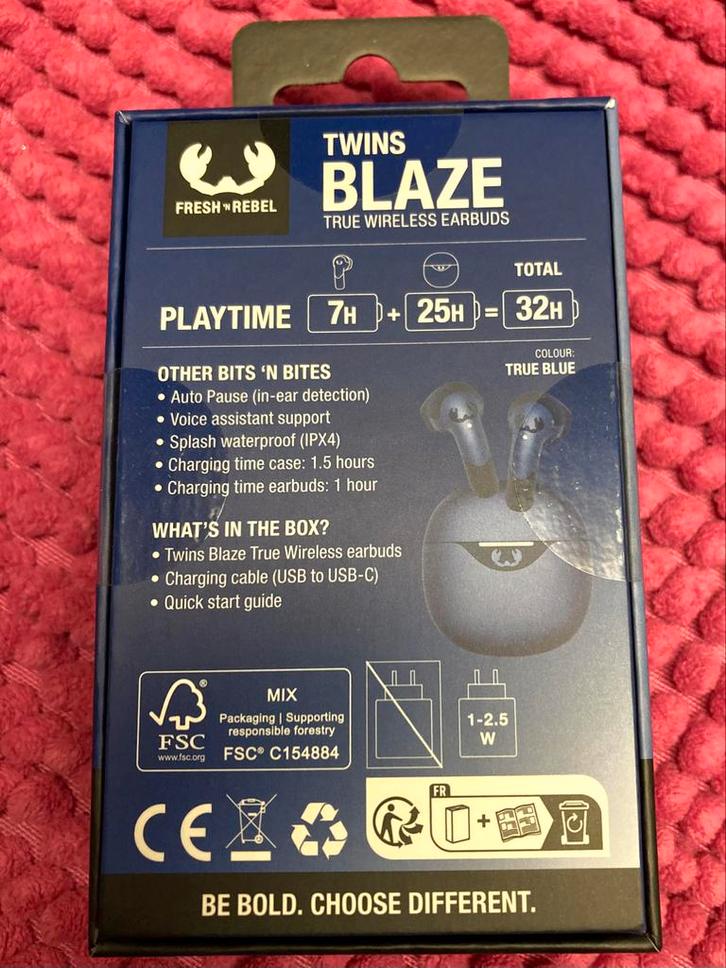 FRESH 'N REBEL
TWINS
BLAZE
TRUE WIRELESS EARBUDS
TOTAL
PLAYTIME 7H + 25H = 32H
COLOUR:
TRUE BLUE
OTHER BITS 'N BITES
• Auto Pause (in-ear detection)
• Voice assistant support
• Splash waterproof (IPX4)
• Charging time case: 1.5 hours
• Charging time earbuds: 1 hour
WHAT'S IN THE BOX?
• Twins Blaze True Wireless earbuds
• Charging cable (USB to USB-C)
• Quick start guide
®
FSC
www.fsc.org
MIX
Packaging | Supporting
responsible forestry
FSC® C154884
1-2.5
W
CE
FR
+
BE BOLD. CHOOSE DIFFERENT.